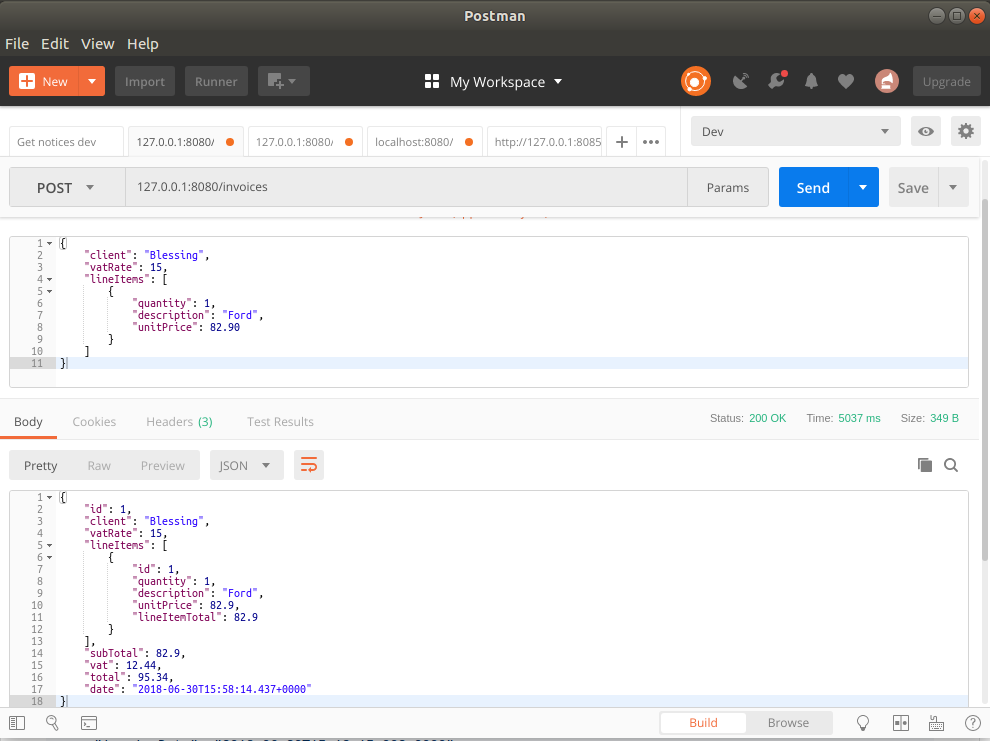 Postman
File Edit View Help
New Import Runner My Workspace Upgrade
Get notices dev 127.0.0.1:8080/ 127.0.0.1:8080/ localhost:8080/ http://127.0.0.1:8085 Dev
POST 127.0.0.1:8080/invoices Params Send Save
1 {
2 "client": "Blessing",
3 "vatRate": 15,
4 "lineItems": [
5 {
6 "quantity": 1,
7 "description": "Ford",
8 "unitPrice": 82.90
9 }
10 ]
11 }
Body Cookies Headers (3) Test Results Status: 200 OK Time: 5037 ms Size: 349 B
Pretty Raw Preview JSON
1 {
2 "id": 1,
3 "client": "Blessing",
4 "vatRate": 15,
5 "lineItems": [
6 {
7 "id": 1,
8 "quantity": 1,
9 "description": "Ford",
10 "unitPrice": 82.9,
11 "lineItemTotal": 82.9
12 }
13 ],
14 "subTotal": 82.9,
15 "vat": 12.44,
16 "total": 95.34,
17 "date": "2018-06-30T15:58:14.437+0000"
18 }
Build Browse